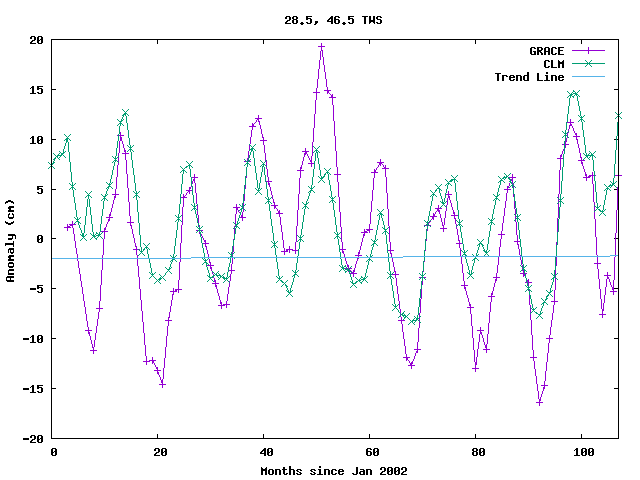 28.5, 46.5 TWS
GRACE
CLM
Trend Line
Anomaly (cm)
20
15
10
5
0
-5
-10
-15
-20
0 20 40 60 80 100
Months since Jan 2002